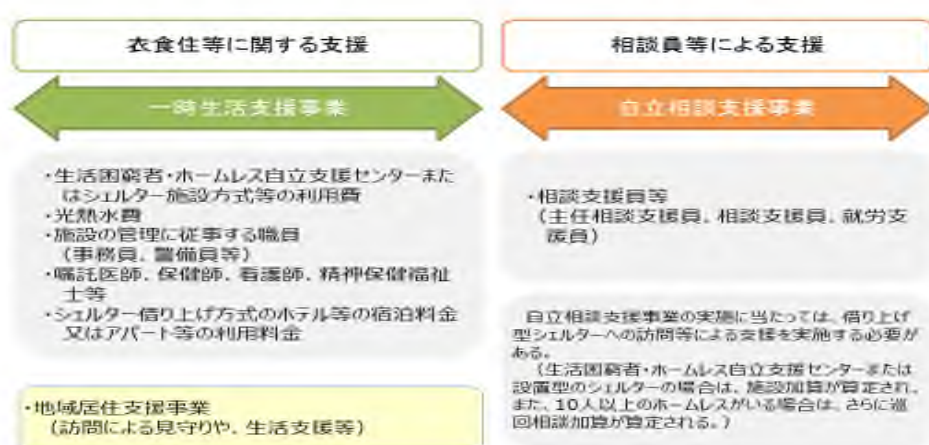 衣食住等に関する支援
一時生活支援事業
・生活困窮者・ホームレス自立支援センターまた
はシェルター施設方式等の利用費
・光熱水費
・施設の管理に従事する職員
（事務員、警備員等）
・嘱託医師、保健師、看護師、精神保健福祉
士等
・シェルター借り上げ方式のホテル等の宿泊料金
又はアパート等の利用料金
・地域居住支援事業
（訪問による見守りや、生活支援等）
相談員等による支援
自立相談支援事業
・相談支援員等
（主任相談支援員、相談支援員、就労支
援員）
自立相談支援事業の実施に当たっては、借り上げ
型シェルターへの訪問等による支援を実施する必要が
ある。
（生活困窮者・ホームレス自立支援センターまたは
設置型のシェルターの場合は、施設加算が算定され、
また、10人以上のホームレスがいる場合は、さらに巡
回相談加算が算定される。）